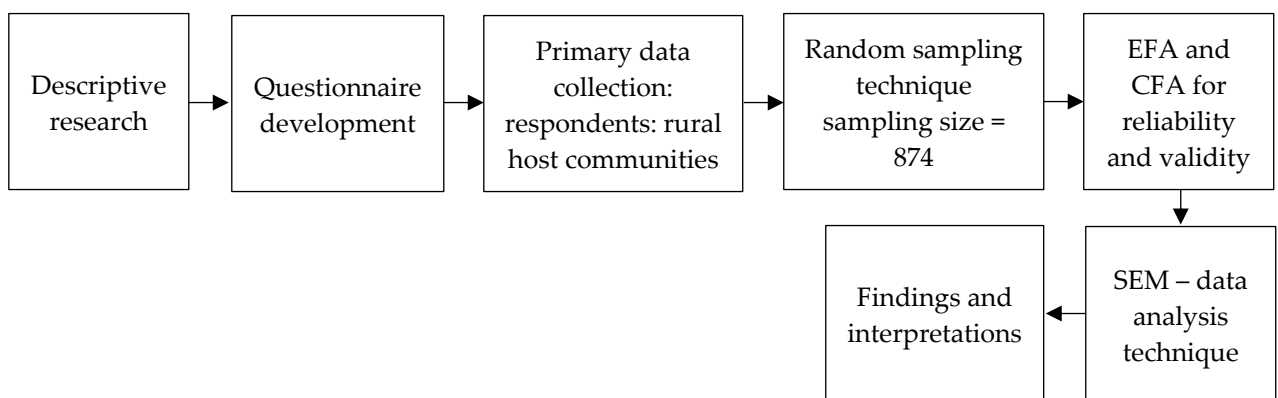 Descriptive
research
Questionnaire
development
Primary data
collection:
respondents: rural
host communities
Random sampling
technique
sampling size =
874
EFA and
CFA for
reliability
and validity
SEM – data
analysis
technique
Findings and
interpretations